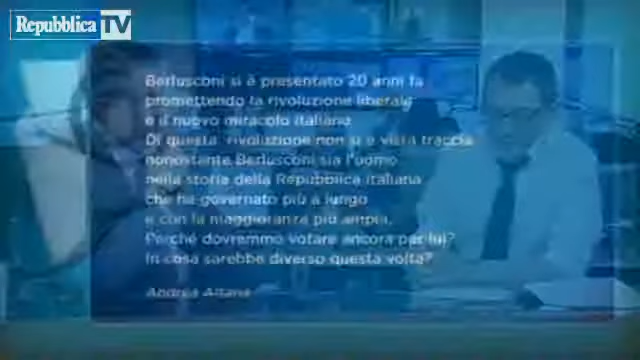 Repubblica TV
Berlusconi si è presentato 20 anni fa
promettendo la rivoluzione liberale
e il nuovo miracolo italiano
Di questa rivoluzione non si è vista traccia
nonostante Berlusconi sia l'uomo
nella storia della Repubblica italiana
che ha governato più a lungo
e con la maggioranza più ampia.
Perché dovremmo votare ancora per lui?
In cosa sarebbe diverso questa volta?
Andrea